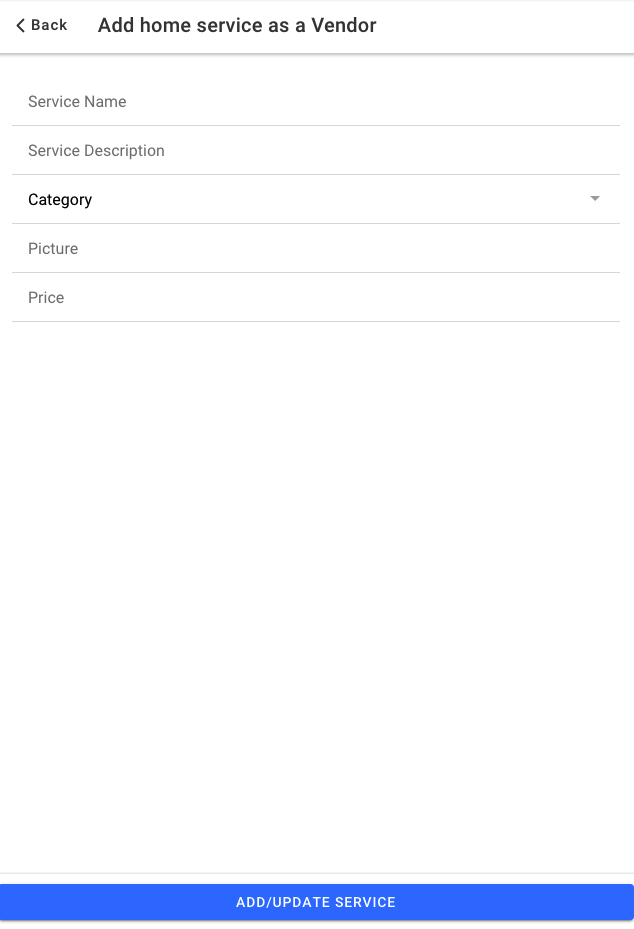 Back Add home service as a Vendor
Service Name
Service Description
Category
Picture
Price
ADD/UPDATE SERVICE